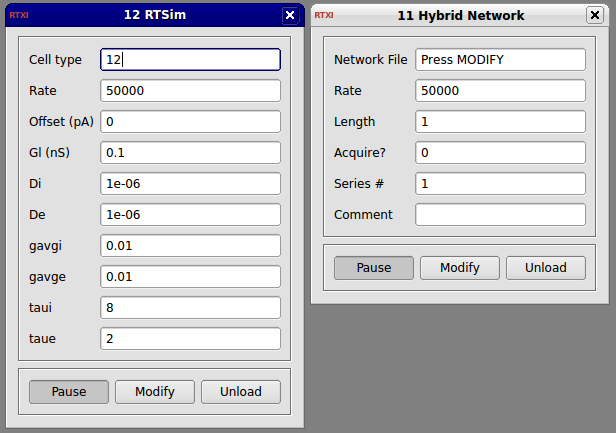 RTXI 12 RTSim
Cell type 12
Rate 50000
Offset (pA) 0
Gl (nS) 0.1
Di 1e-06
De 1e-06
gavgi 0.01
gavge 0.01
taui 8
taue 2
Pause Modify Unload
RTXI 11 Hybrid Network
Network File Press MODIFY
Rate 50000
Length 1
Acquire? 0
Series # 1
Comment
Pause Modify Unload